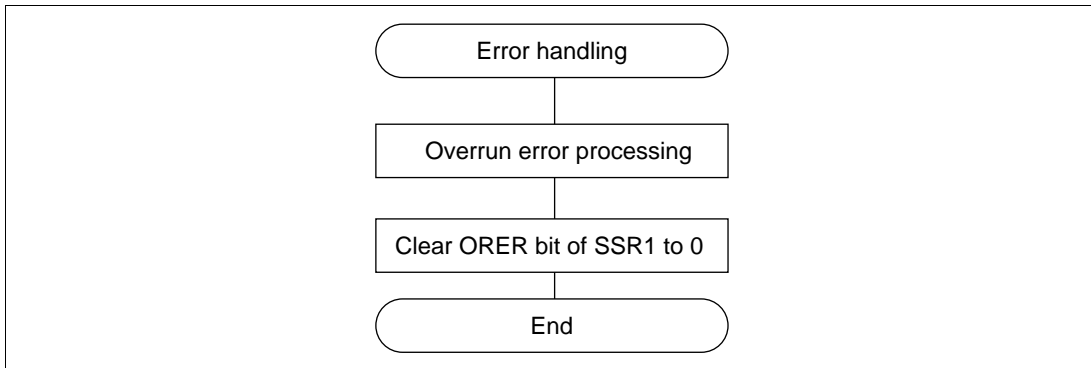 Error handling
Overrun error processing
Clear ORER bit of SSR1 to 0
End